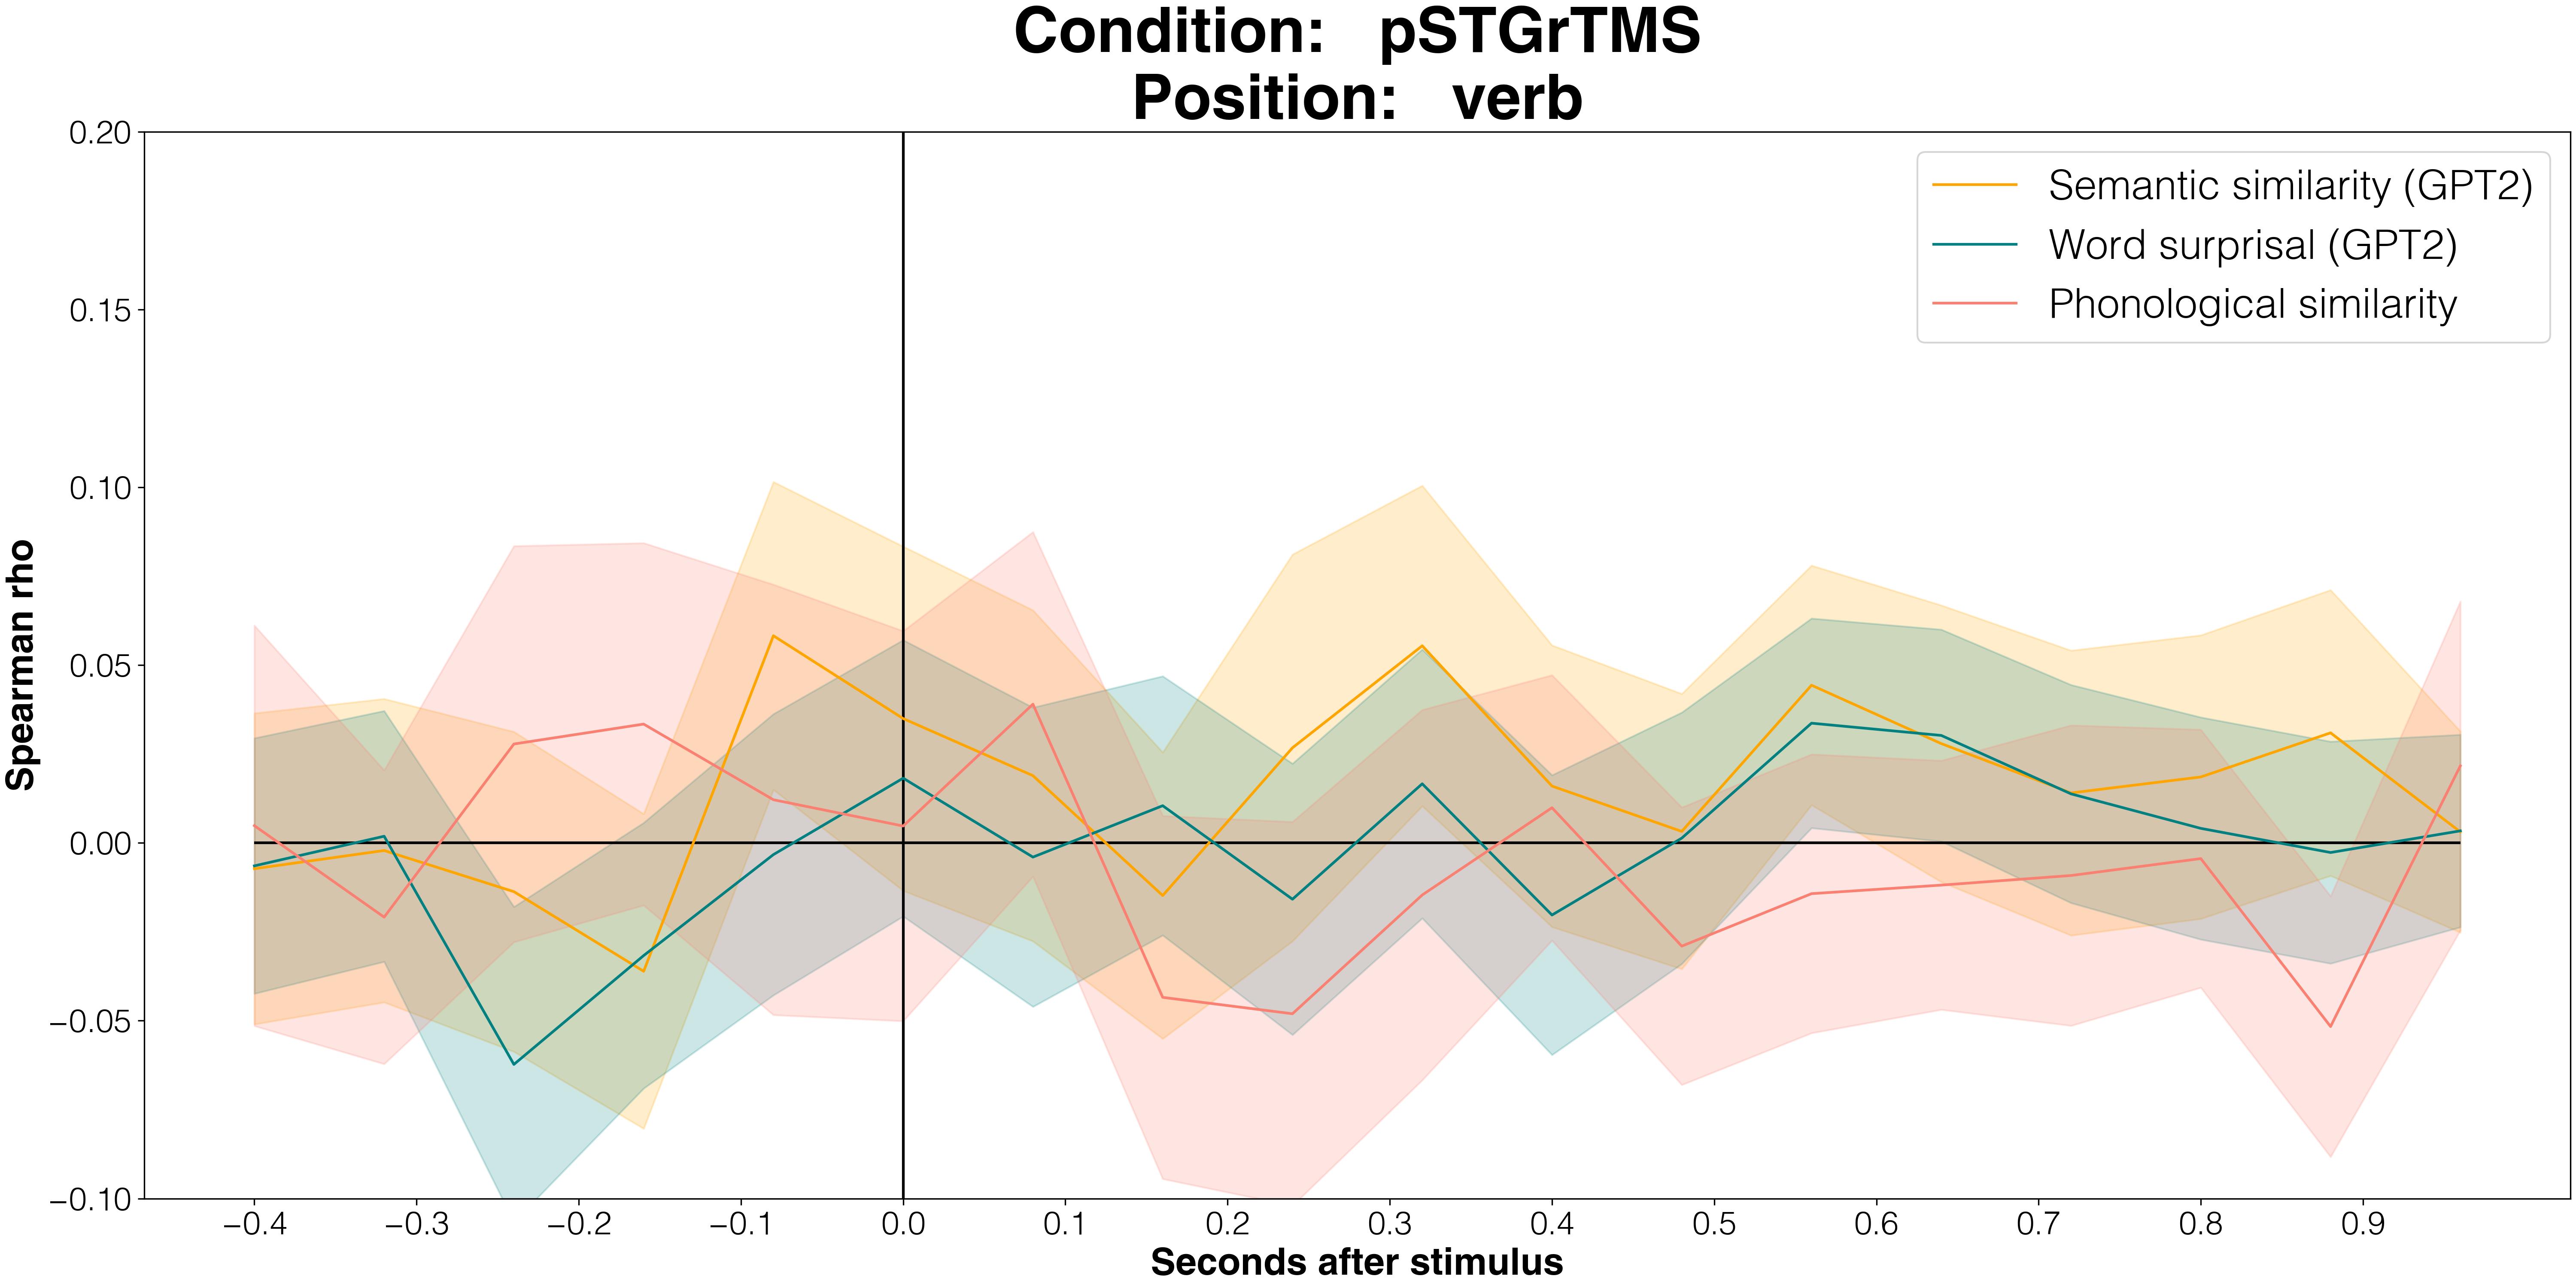 Condition: pSTGrTMS
Position: verb
0.20
0.15
0.10
0.05
0.00
−0.05
−0.10
Spearman rho
Semantic similarity (GPT2)
Word surprisal (GPT2)
Phonological similarity
−0.4 −0.3 −0.2 −0.1 0.0 0.1 0.2 0.3 0.4 0.5 0.6 0.7 0.8 0.9
Seconds after stimulus